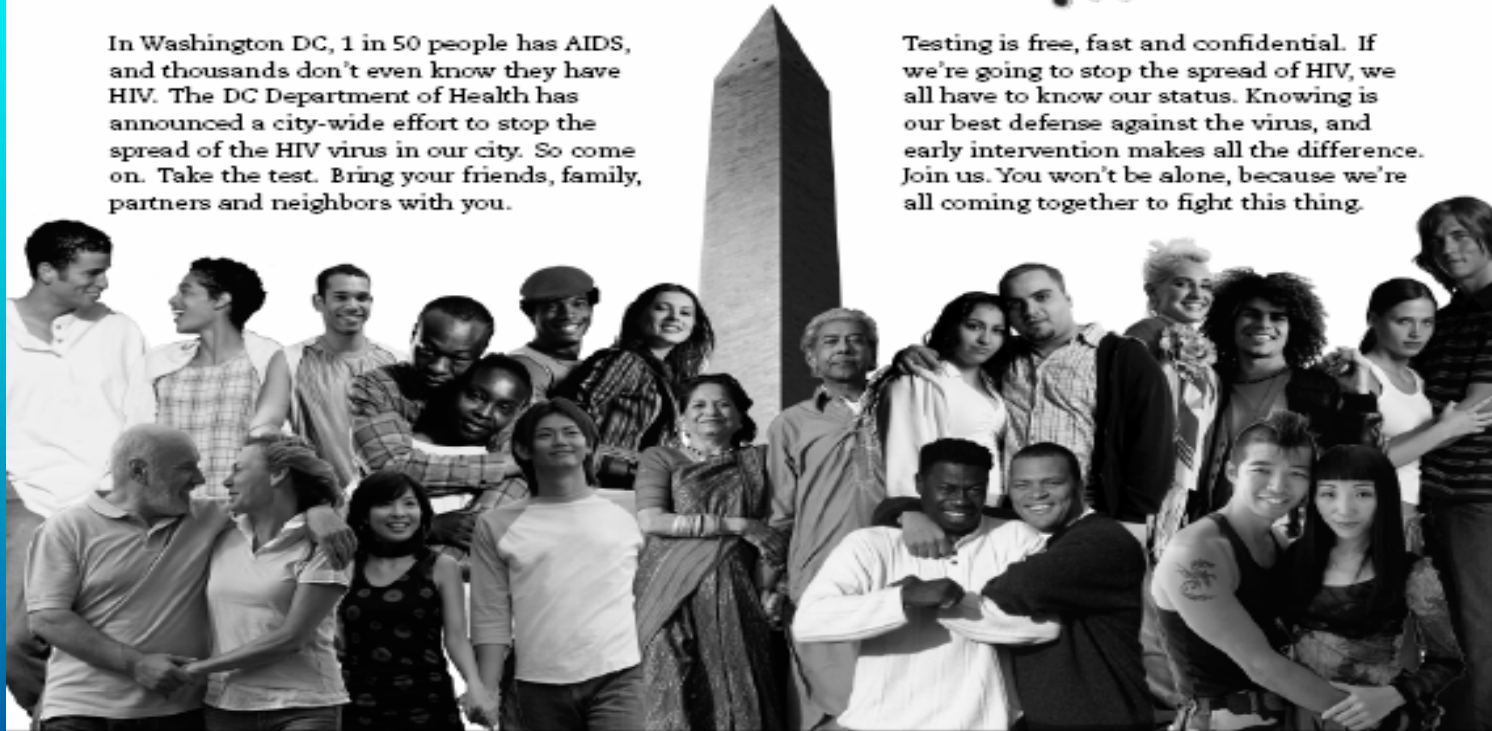 In Washington DC, 1 in 50 people has AIDS,
and thousands don't even know they have
HIV. The DC Department of Health has
announced a city-wide effort to stop the
spread of the HIV virus in our city. So come
on. Take the test. Bring your friends, family,
partners and neighbors with you.
Testing is free, fast and confidential. If
we're going to stop the spread of HIV, we
all have to know our status. Knowing is
our best defense against the virus, and
early intervention makes all the difference.
Join us. You won't be alone, because we're
all coming together to fight this thing.